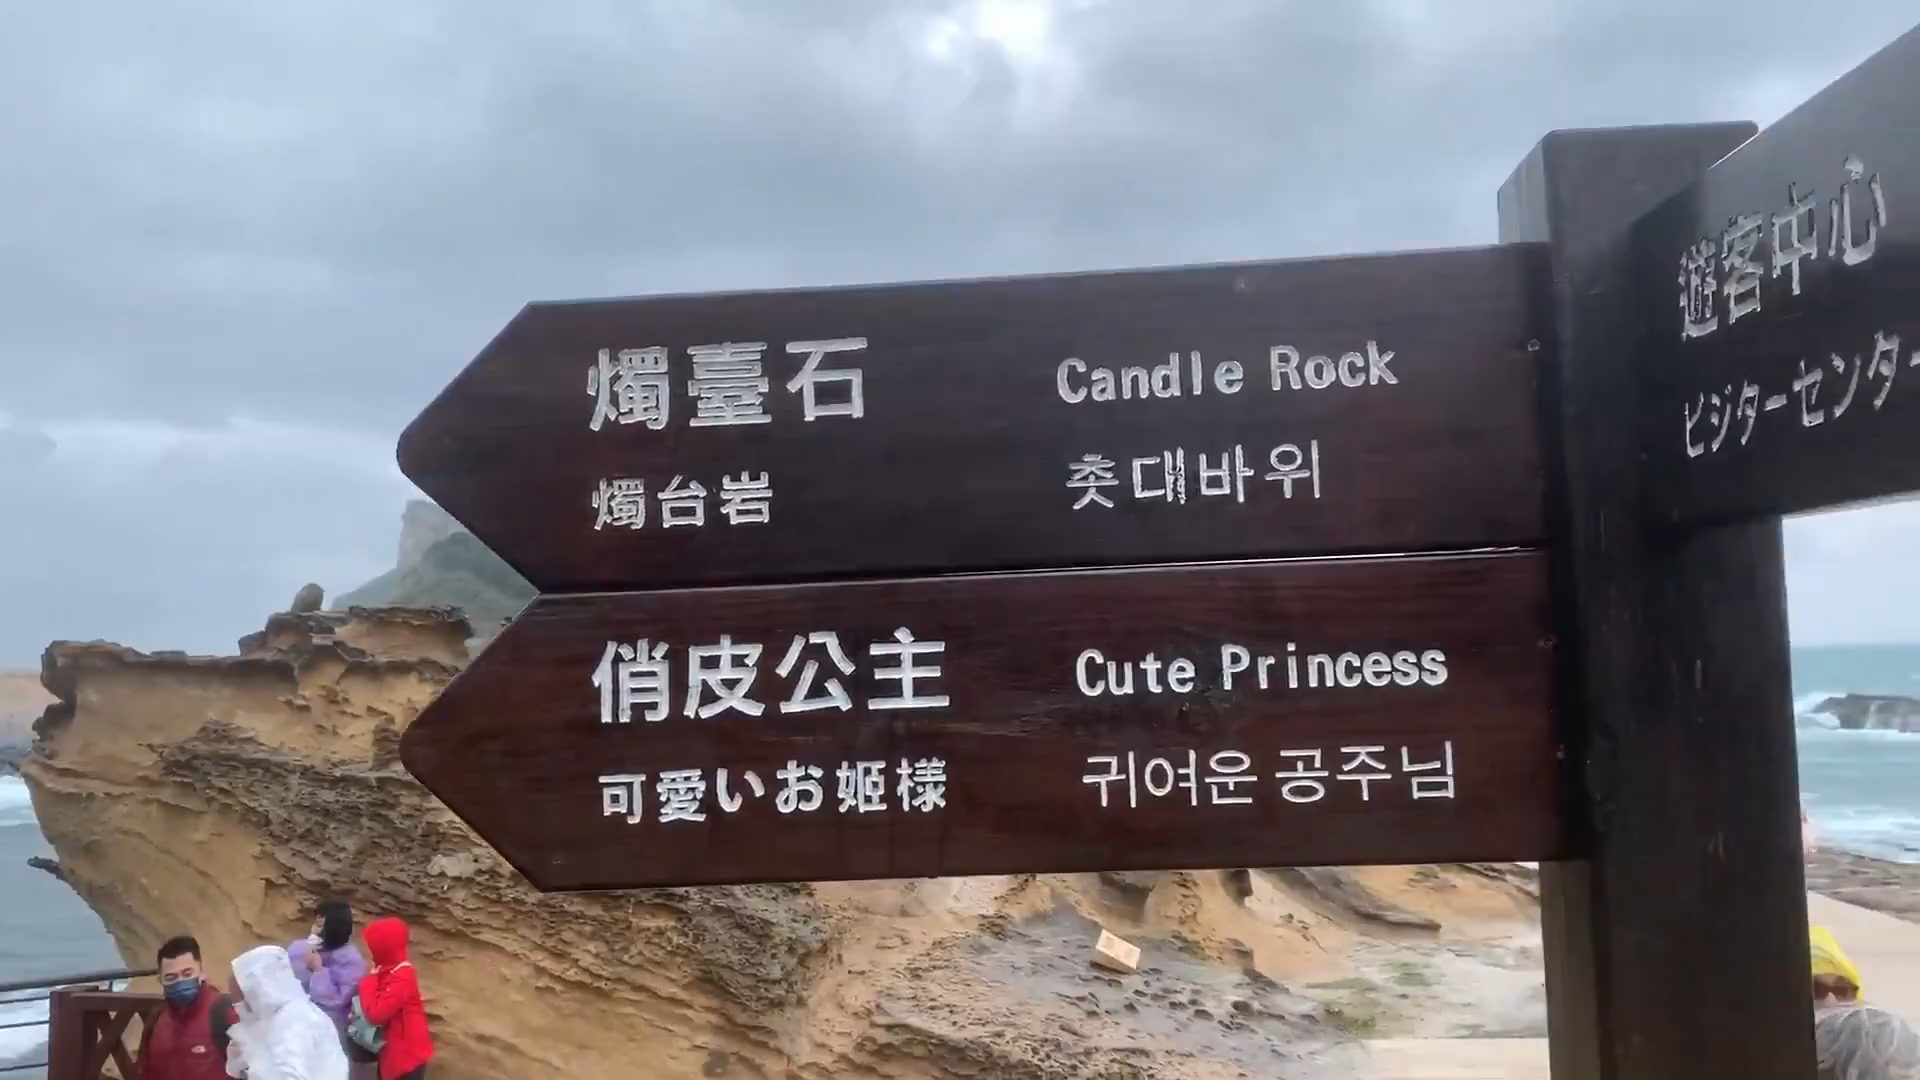 燭臺石
Candle Rock
燭台岩
촛대바위
俏皮公主
Cute Princess
可愛いお姫様
귀여운 공주님
遊客中心
ビジターセンター